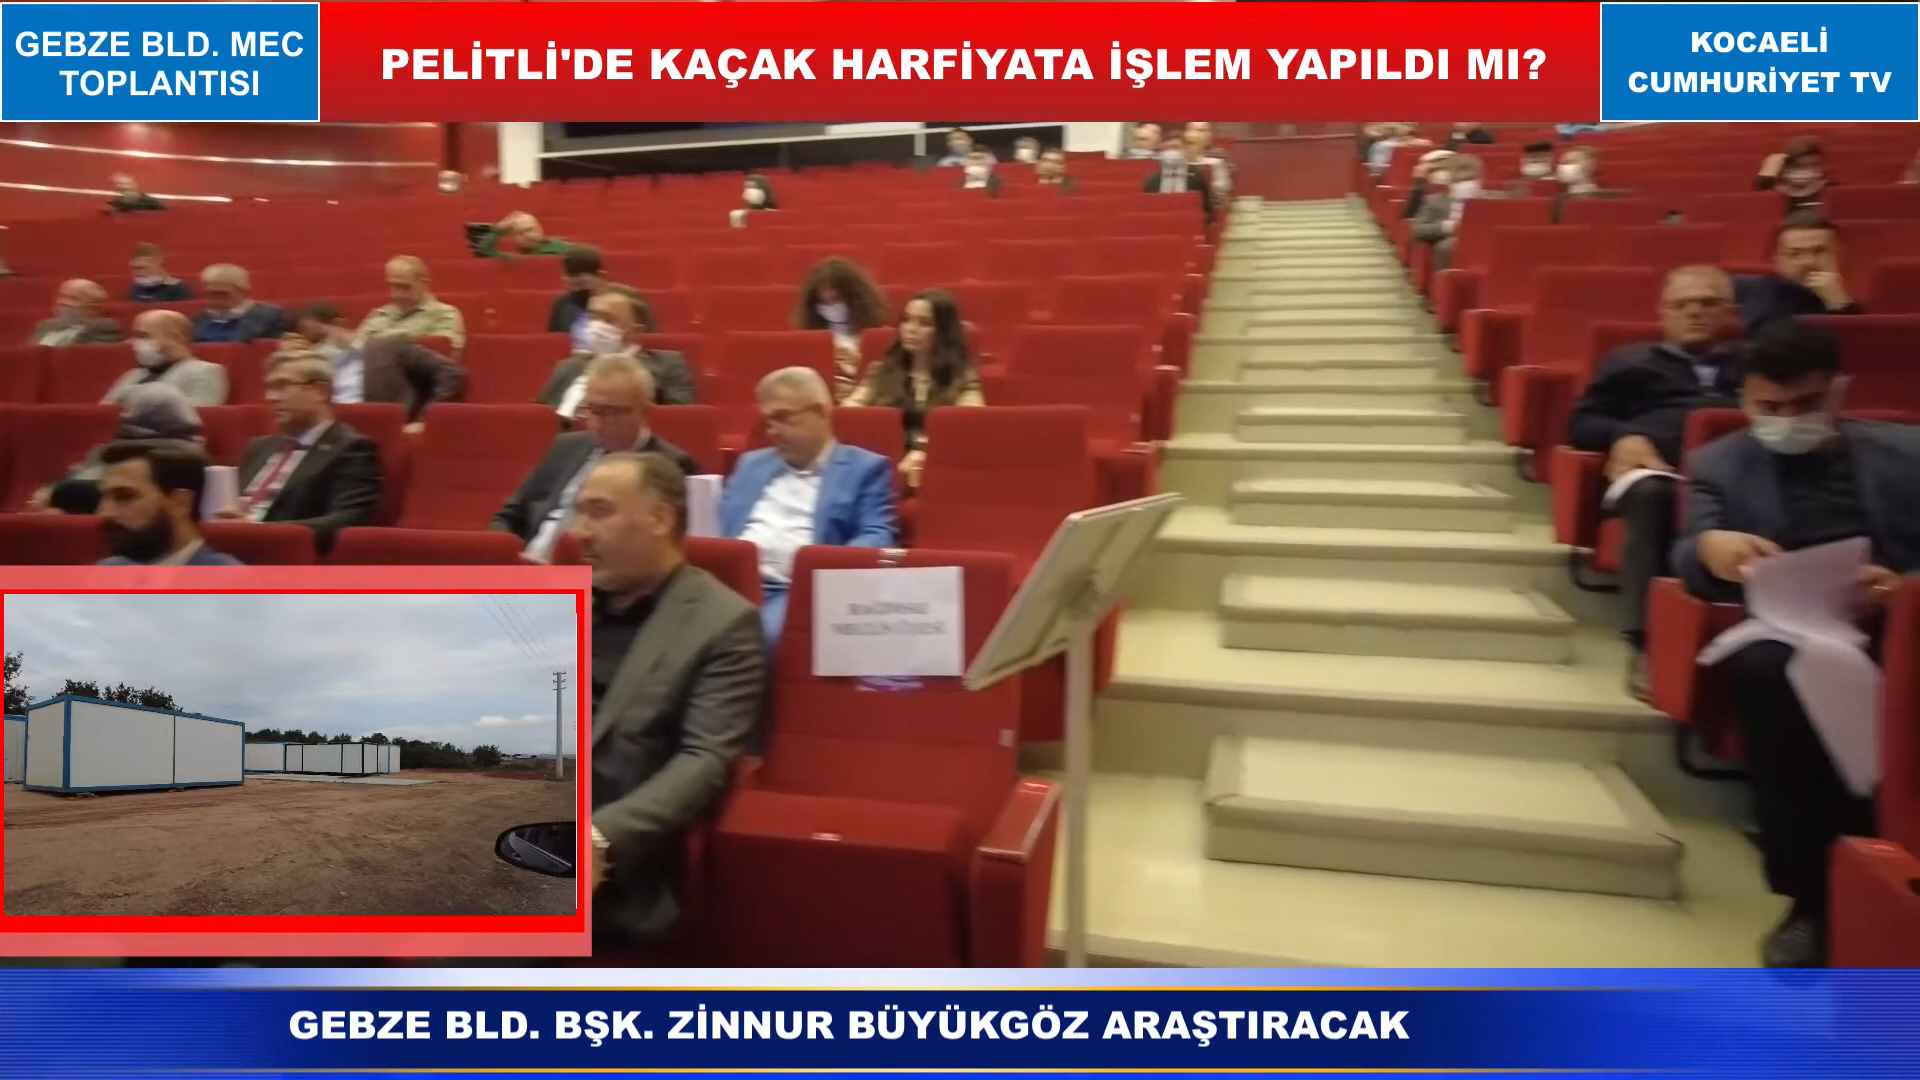 GEBZE BLD. MEC
TOPLANTISI
PELİTLİ'DE KAÇAK HARFİYATA İŞLEM YAPILDI MI?
KOCAELİ
CUMHURİYET TV
GEBZE BLD. BŞK. ZİNNUR BÜYÜKGÖZ ARAŞTIRACAK